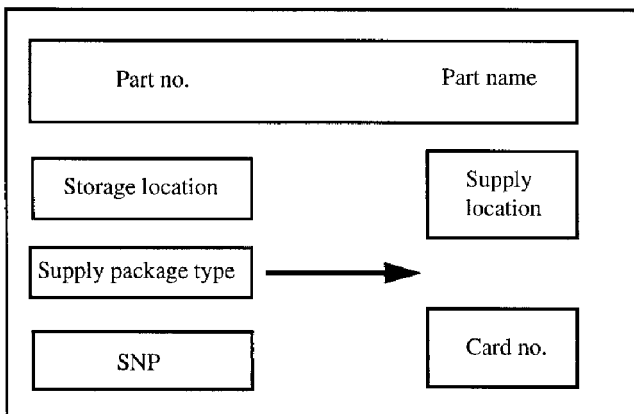 Part no. Part name
Storage location
Supply
location
Supply package type
SNP
Card no.